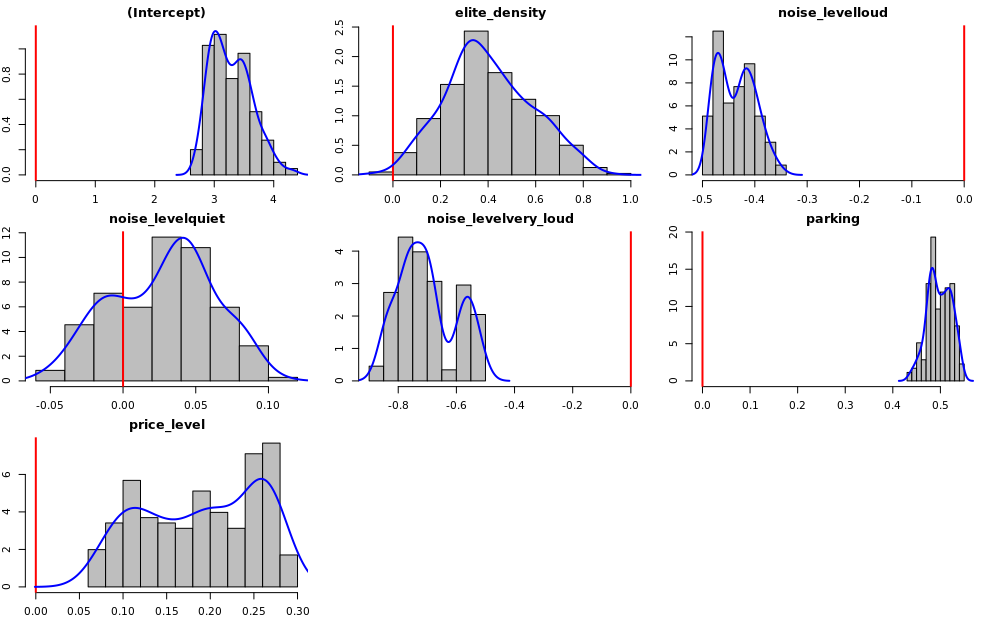 (Intercept)
0.0 0.4 0.8
0 1 2 3 4
elite_density
0.0 0.5 1.0 1.5 2.0 2.5
0.0 0.2 0.4 0.6 0.8 1.0
noise_levelloud
0 2 4 6 8 10
-0.5 -0.4 -0.3 -0.2 -0.1 0.0
noise_levelquiet
0 2 4 6 8 10 12
-0.05 0.00 0.05 0.10
noise_levelvery_loud
0 1 2 3 4
-0.8 -0.6 -0.4 -0.2 0.0
parking
0 5 10 15 20
0.0 0.1 0.2 0.3 0.4 0.5
price_level
0 2 4 6
0.00 0.05 0.10 0.15 0.20 0.25 0.30